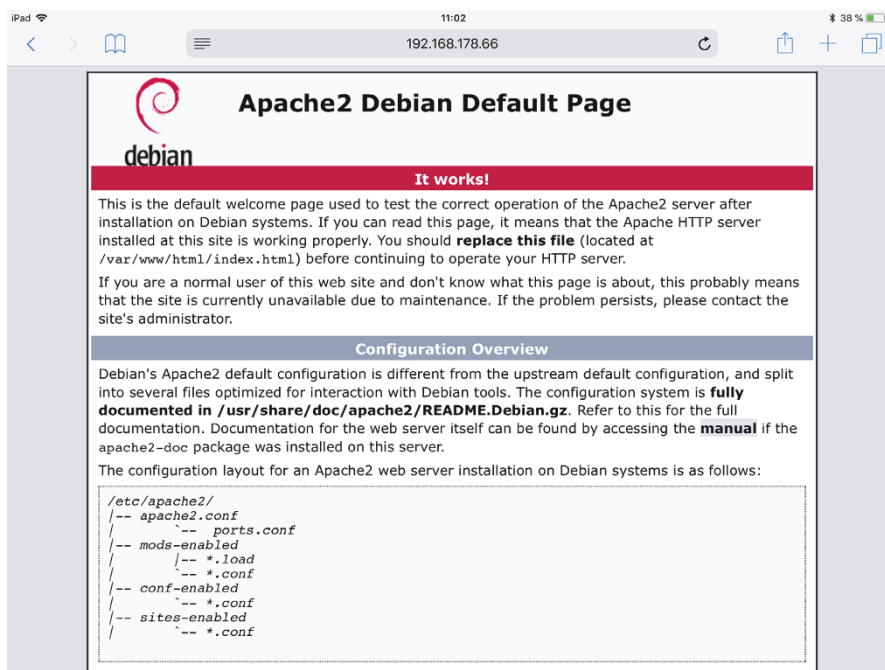 iPad 11:02 38 %
192.168.178.66
Apache2 Debian Default Page
debian
It works!
This is the default welcome page used to test the correct operation of the Apache2 server after
installation on Debian systems. If you can read this page, it means that the Apache HTTP server
installed at this site is working properly. You should replace this file (located at
/var/www/html/index.html) before continuing to operate your HTTP server.
If you are a normal user of this web site and don't know what this page is about, this probably means
that the site is currently unavailable due to maintenance. If the problem persists, please contact the
site's administrator.
Configuration Overview
Debian's Apache2 default configuration is different from the upstream default configuration, and split
into several files optimized for interaction with Debian tools. The configuration system is fully
documented in /usr/share/doc/apache2/README.Debian.gz. Refer to this for the full
documentation. Documentation for the web server itself can be found by accessing the manual if the
apache2-doc package was installed on this server.
The configuration layout for an Apache2 web server installation on Debian systems is as follows:
/etc/apache2/
|-- apache2.conf
|       `--  ports.conf
|-- mods-enabled
|       |-- *.load
|       `-- *.conf
|-- conf-enabled
|       `-- *.conf
|-- sites-enabled
|       `-- *.conf